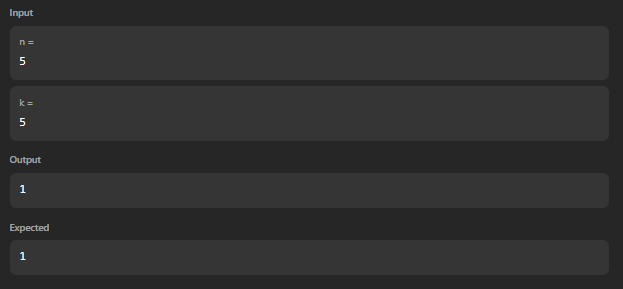 Input
n =
5
k =
5
Output
1
Expected
1